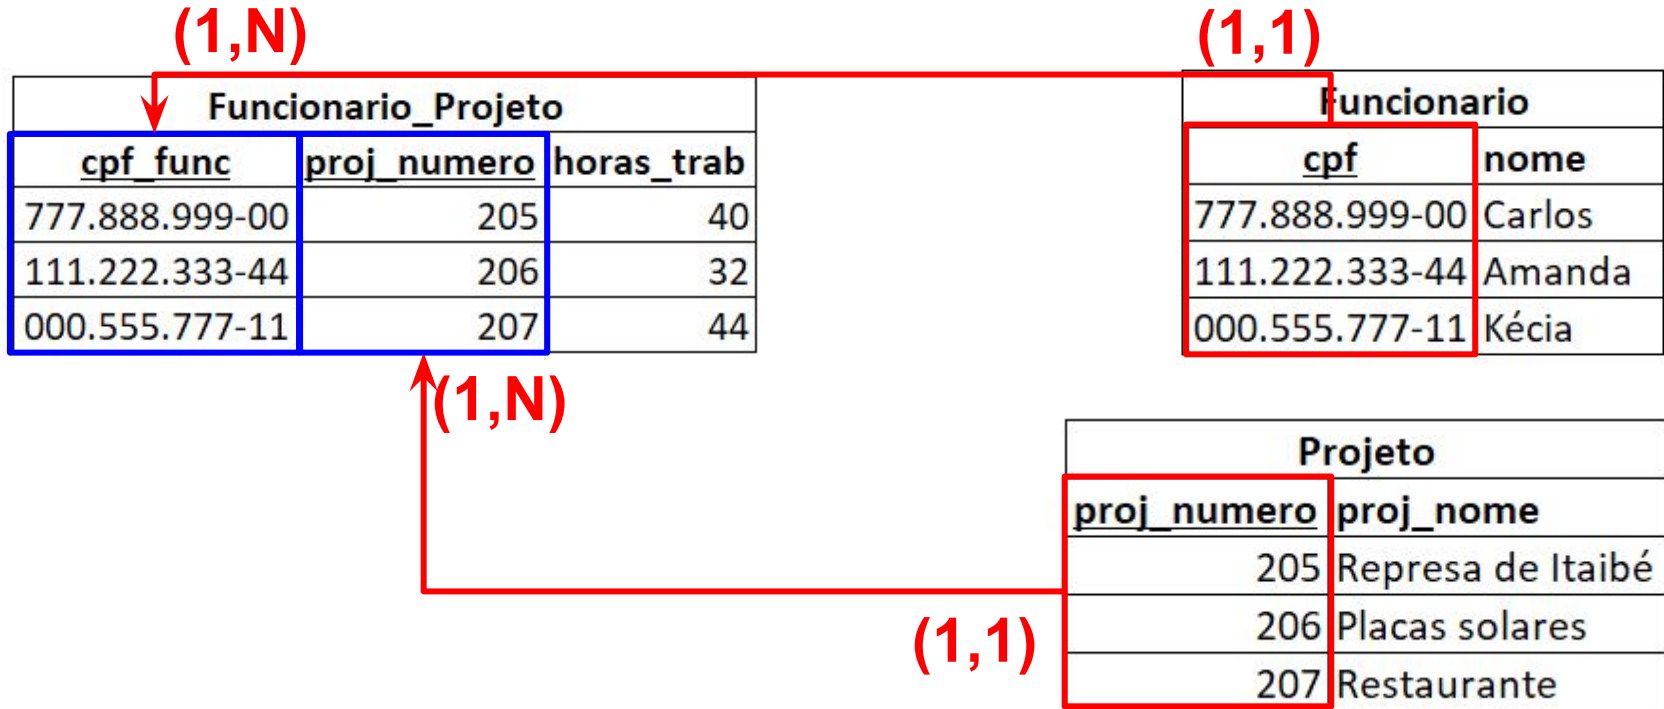 (1,N)
(1,1)
Funcionario_Projeto
cpf_func proj_numero horas_trab
777.888.999-00 205 40
111.222.333-44 206 32
000.555.777-11 207 44
Funcionario
cpf nome
777.888.999-00 Carlos
111.222.333-44 Amanda
000.555.777-11 Kécia
(1,N)
Projeto
proj_numero proj_nome
205 Represa de Itaibé
206 Placas solares
207 Restaurante
(1,1)